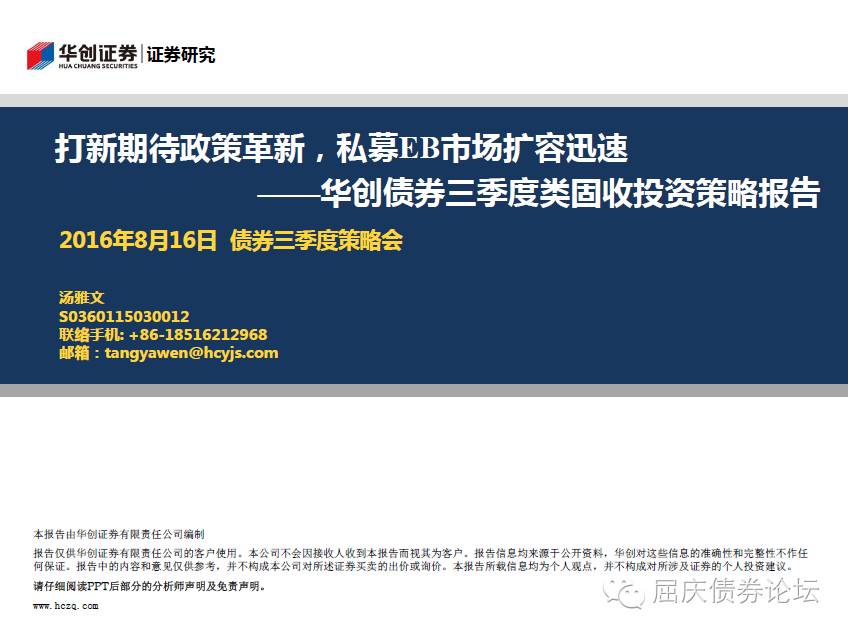 华创证券 证券研究
HUA CHUANG SECURITIES
打新期待政策革新，私募EB市场扩容迅速
——华创债券三季度类固收投资策略报告
2016年8月16日 债券三季度策略会
汤雅文
S0360115030012
联络手机: +86-18516212968
邮箱：tangyawen@hcyjs.com
本报告由华创证券有限责任公司编制
报告仅供华创证券有限责任公司的客户使用。本公司不会因接收人收到本报告而视其为客户。报告信息均来源于公开资料，华创对这些信息的准确性和完整性不作任
何保证。报告中的内容和意见仅供参考，并不构成本公司对所述证券买卖的出价或询价。本报告所载信息均为个人观点，并不构成对所涉及证券的个人投资建议。
请仔细阅读PPT后部分的分析师声明及免责声明。
www.hczq.com
屈庆债券论坛